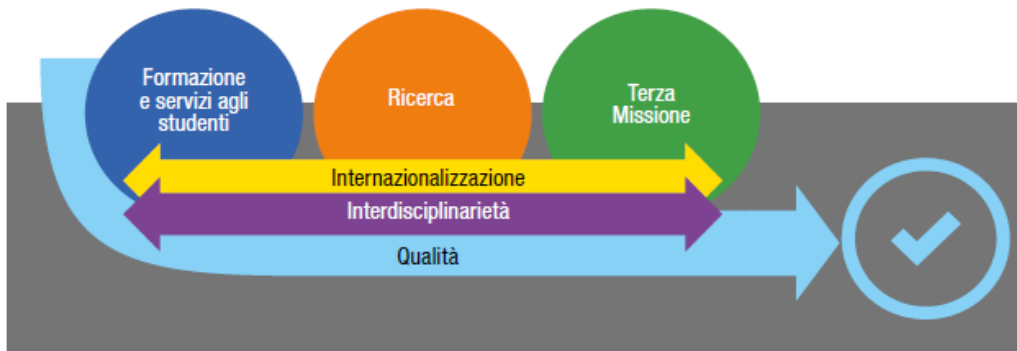 Formazione
e servizi agli
studenti
Ricerca
Terza
Missione
Internazionalizzazione
Interdisciplinarietà
Qualità